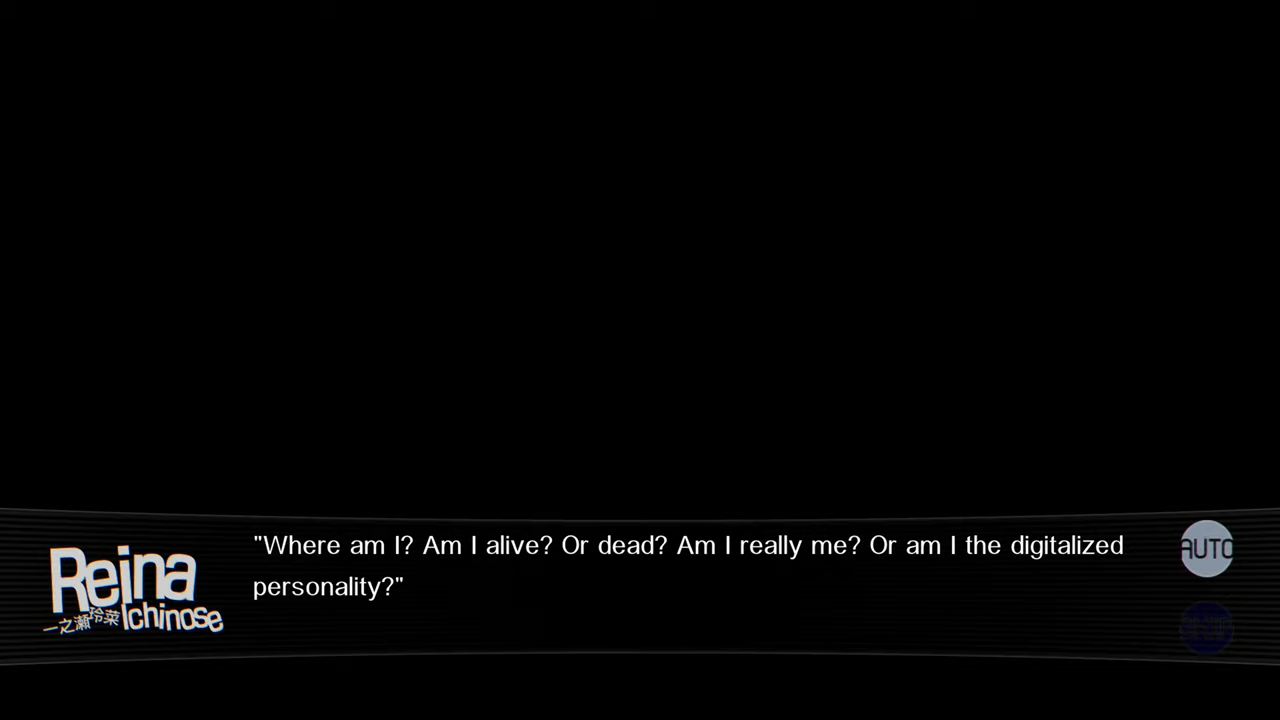 "Where am I? Am I alive? Or dead? Am I really me? Or am I the digitalized
personality?"
Reina
一之瀬玲菜 Ichinose
AUTO